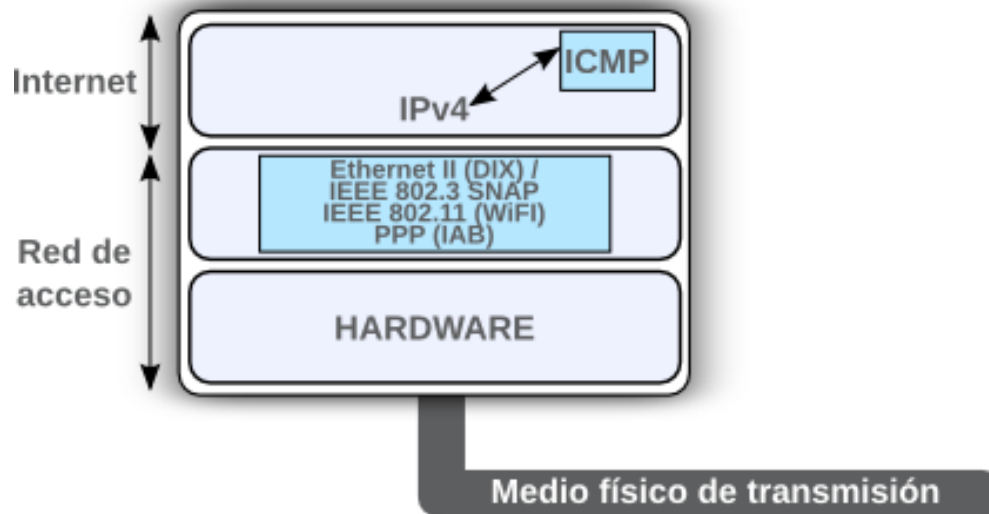 Internet
ICMP
IPv4
Ethernet II (DIX) /
IEEE 802.3 SNAP
IEEE 802.11 (WiFI)
PPP (IAB)
Red de
acceso
HARDWARE
Medio físico de transmisión